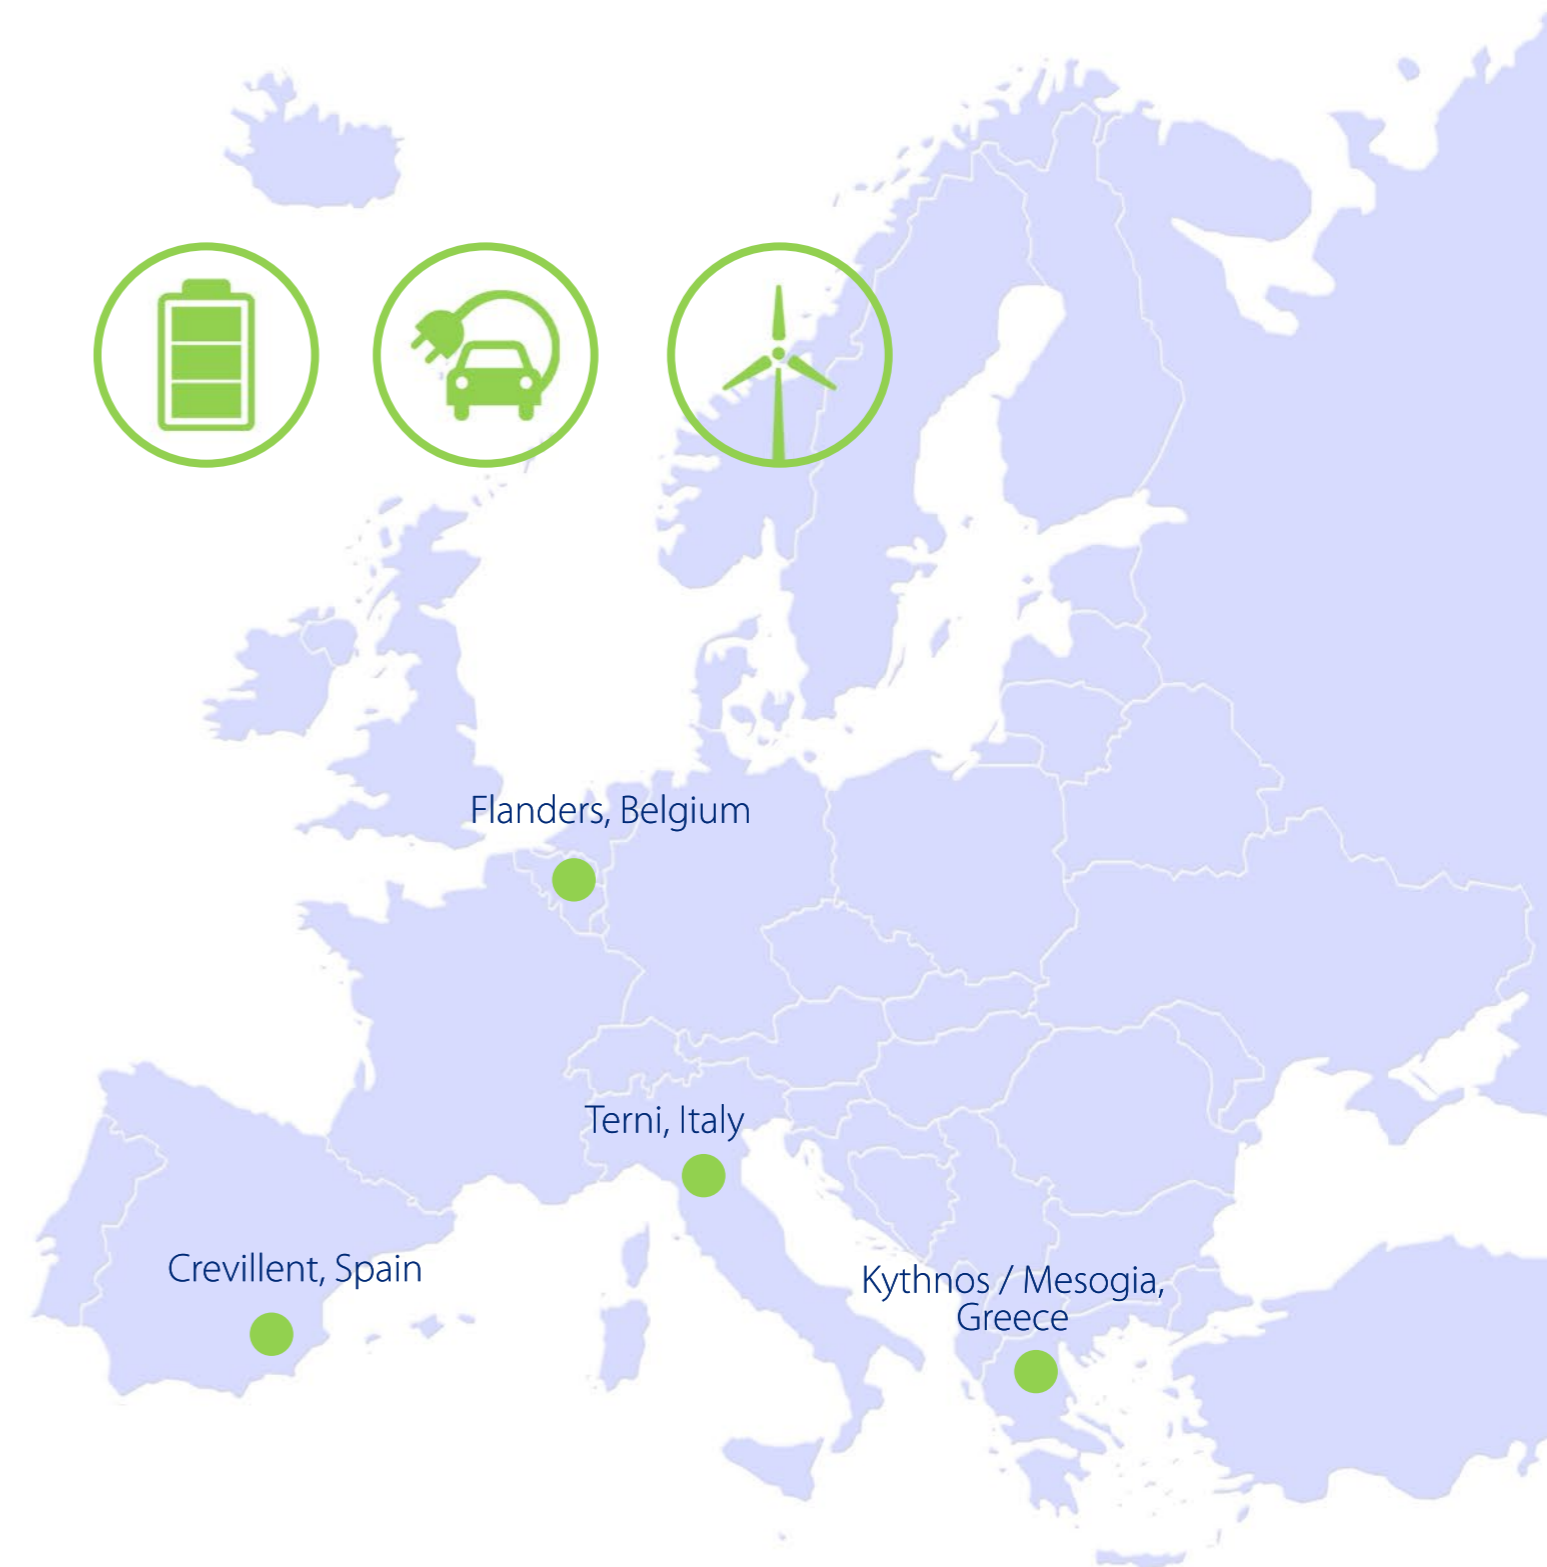 Flanders, Belgium
Terni, Italy
Crevillent, Spain
Kythnos / Mesogia,
Greece